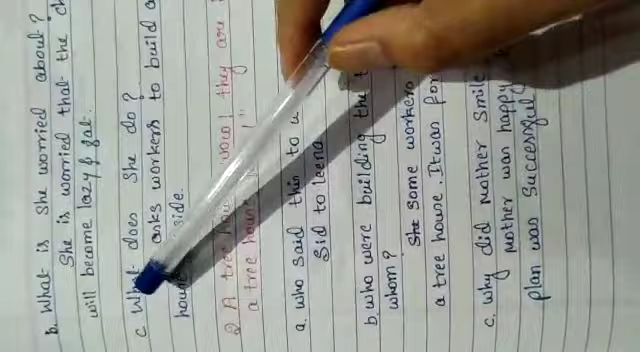 b. What is She worried about?
She is worried that the
will become lazy & fat.
c. What does She do?
asks workers to build a
house side.
2) A tree wow! they are
a tree house "
a. who said this to
Sid to leena
b. who were building the
whom?
She some workers
a tree house. It was for
c. why did Mother Smile
Mother was happy
plan was Successful